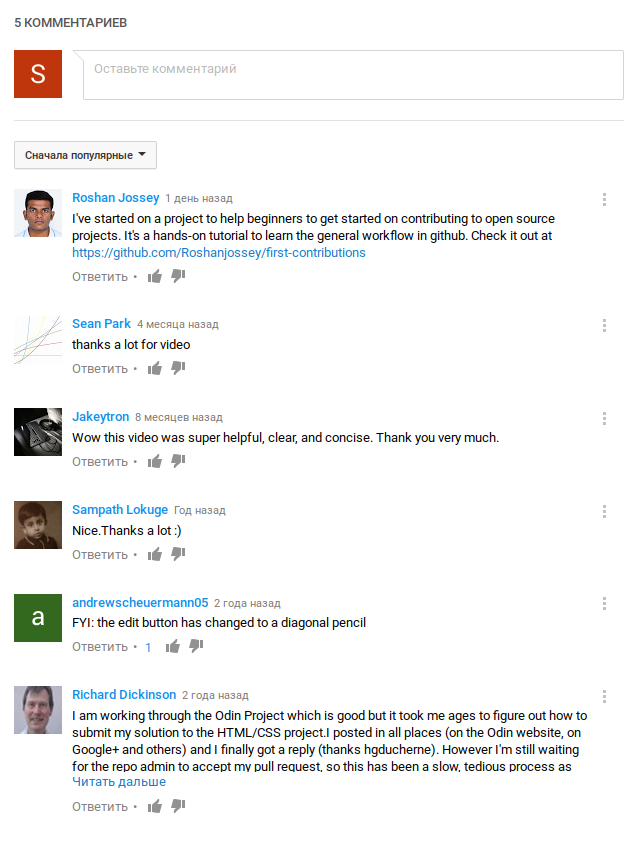 5 КОММЕНТАРИЕВ
S
Оставьте комментарий
Сначала популярные
Roshan Jossey 1 день назад
I've started on a project to help beginners to get started on contributing to open source
projects. It's a hands-on tutorial to learn the general workflow in github. Check it out at
https://github.com/Roshanjossey/first-contributions
Ответить •
Sean Park 4 месяца назад
thanks a lot for video
Ответить •
Jakeytron 8 месяцев назад
Wow this video was super helpful, clear, and concise. Thank you very much.
Ответить •
Sampath Lokuge Год назад
Nice.Thanks a lot :)
Ответить •
a
andrewscheuermann05 2 года назад
FYI: the edit button has changed to a diagonal pencil
Ответить • 1
Richard Dickinson 2 года назад
I am working through the Odin Project which is good but it took me ages to figure out how to
submit my solution to the HTML/CSS project.I posted in all places (on the Odin website, on
Google+ and others) and I finally got a reply (thanks hgducherne). However I'm still waiting
for the repo admin to accept my pull request, so this has been a slow, tedious process as
Читать дальше
Ответить •